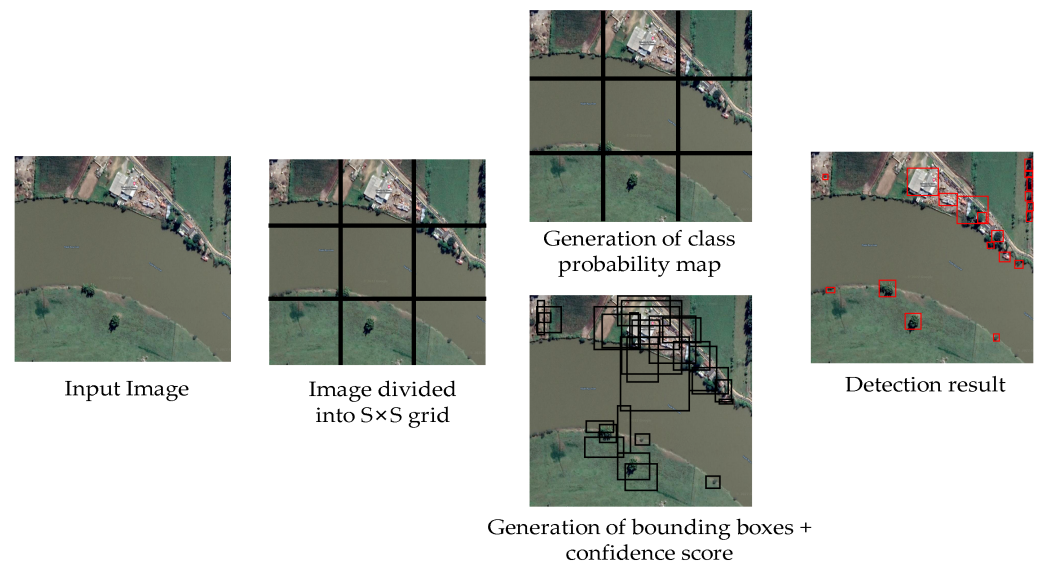 Input Image
Image divided
into S×S grid
Generation of class
probability map
Generation of bounding boxes +
confidence score
Detection result